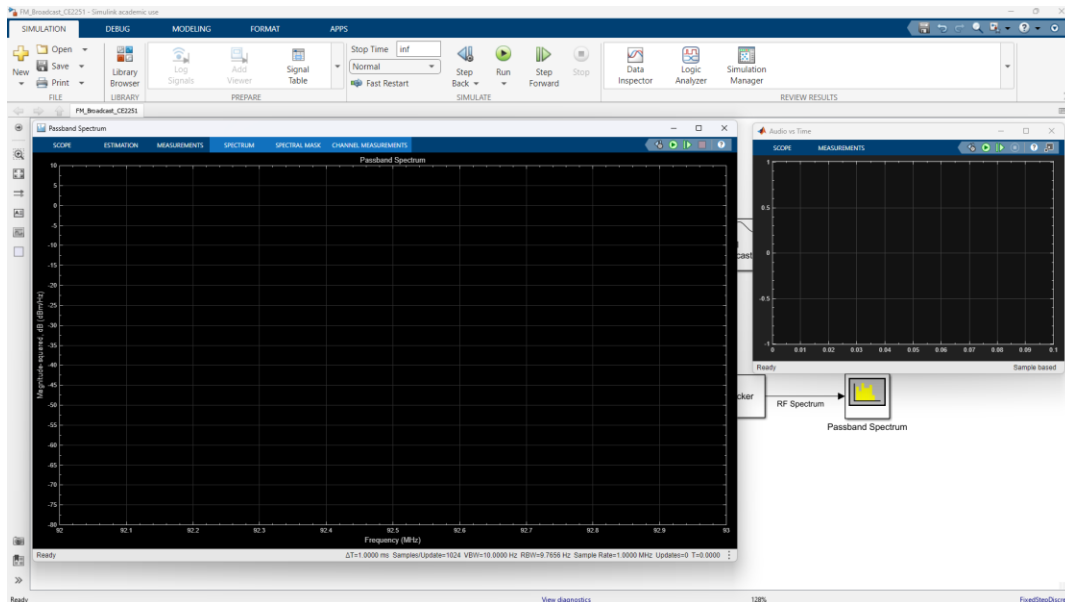 FM_Broadcast_CE2251 - Simulink academic use
SIMULATION DEBUG MODELING FORMAT APPS
New
Open
Save
Print
FILE
Library Browser
LIBRARY
Log Signals
Add Viewer
Signal Table
PREPARE
Stop Time inf
Normal
Fast Restart
Step Back
Run
Step Forward
Stop
SIMULATE
Data Inspector
Logic Analyzer
Simulation Manager
REVIEW RESULTS
FM_Broadcast_CE2251
Passband Spectrum
SCOPE ESTIMATION MEASUREMENTS SPECTRUM SPECTRAL MASK CHANNEL MEASUREMENTS
Passband Spectrum
10
5
0
-5
-10
-15
-20
-25
-30
-35
-40
-45
-50
-55
-60
-65
-70
-75
-80
Magnitude-squared, dB (dBm/Hz)
92 92.1 92.2 92.3 92.4 92.5 92.6 92.7 92.8 92.9 93
Frequency (MHz)
Ready ΔT=1.0000 ms Samples/Update=1024 VBW=10.0000 Hz RBW=9.7656 Hz Sample Rate=1.0000 MHz Updates=0 T=0.0000
Audio vs Time
SCOPE MEASUREMENTS
1
0.5
0
-0.5
-1
0 0.01 0.02 0.03 0.04 0.05 0.06 0.07 0.08 0.09 0.1
Ready Sample based
cast
cker
RF Spectrum
Passband Spectrum
Ready View diagnostics 128% FixedStepDiscre